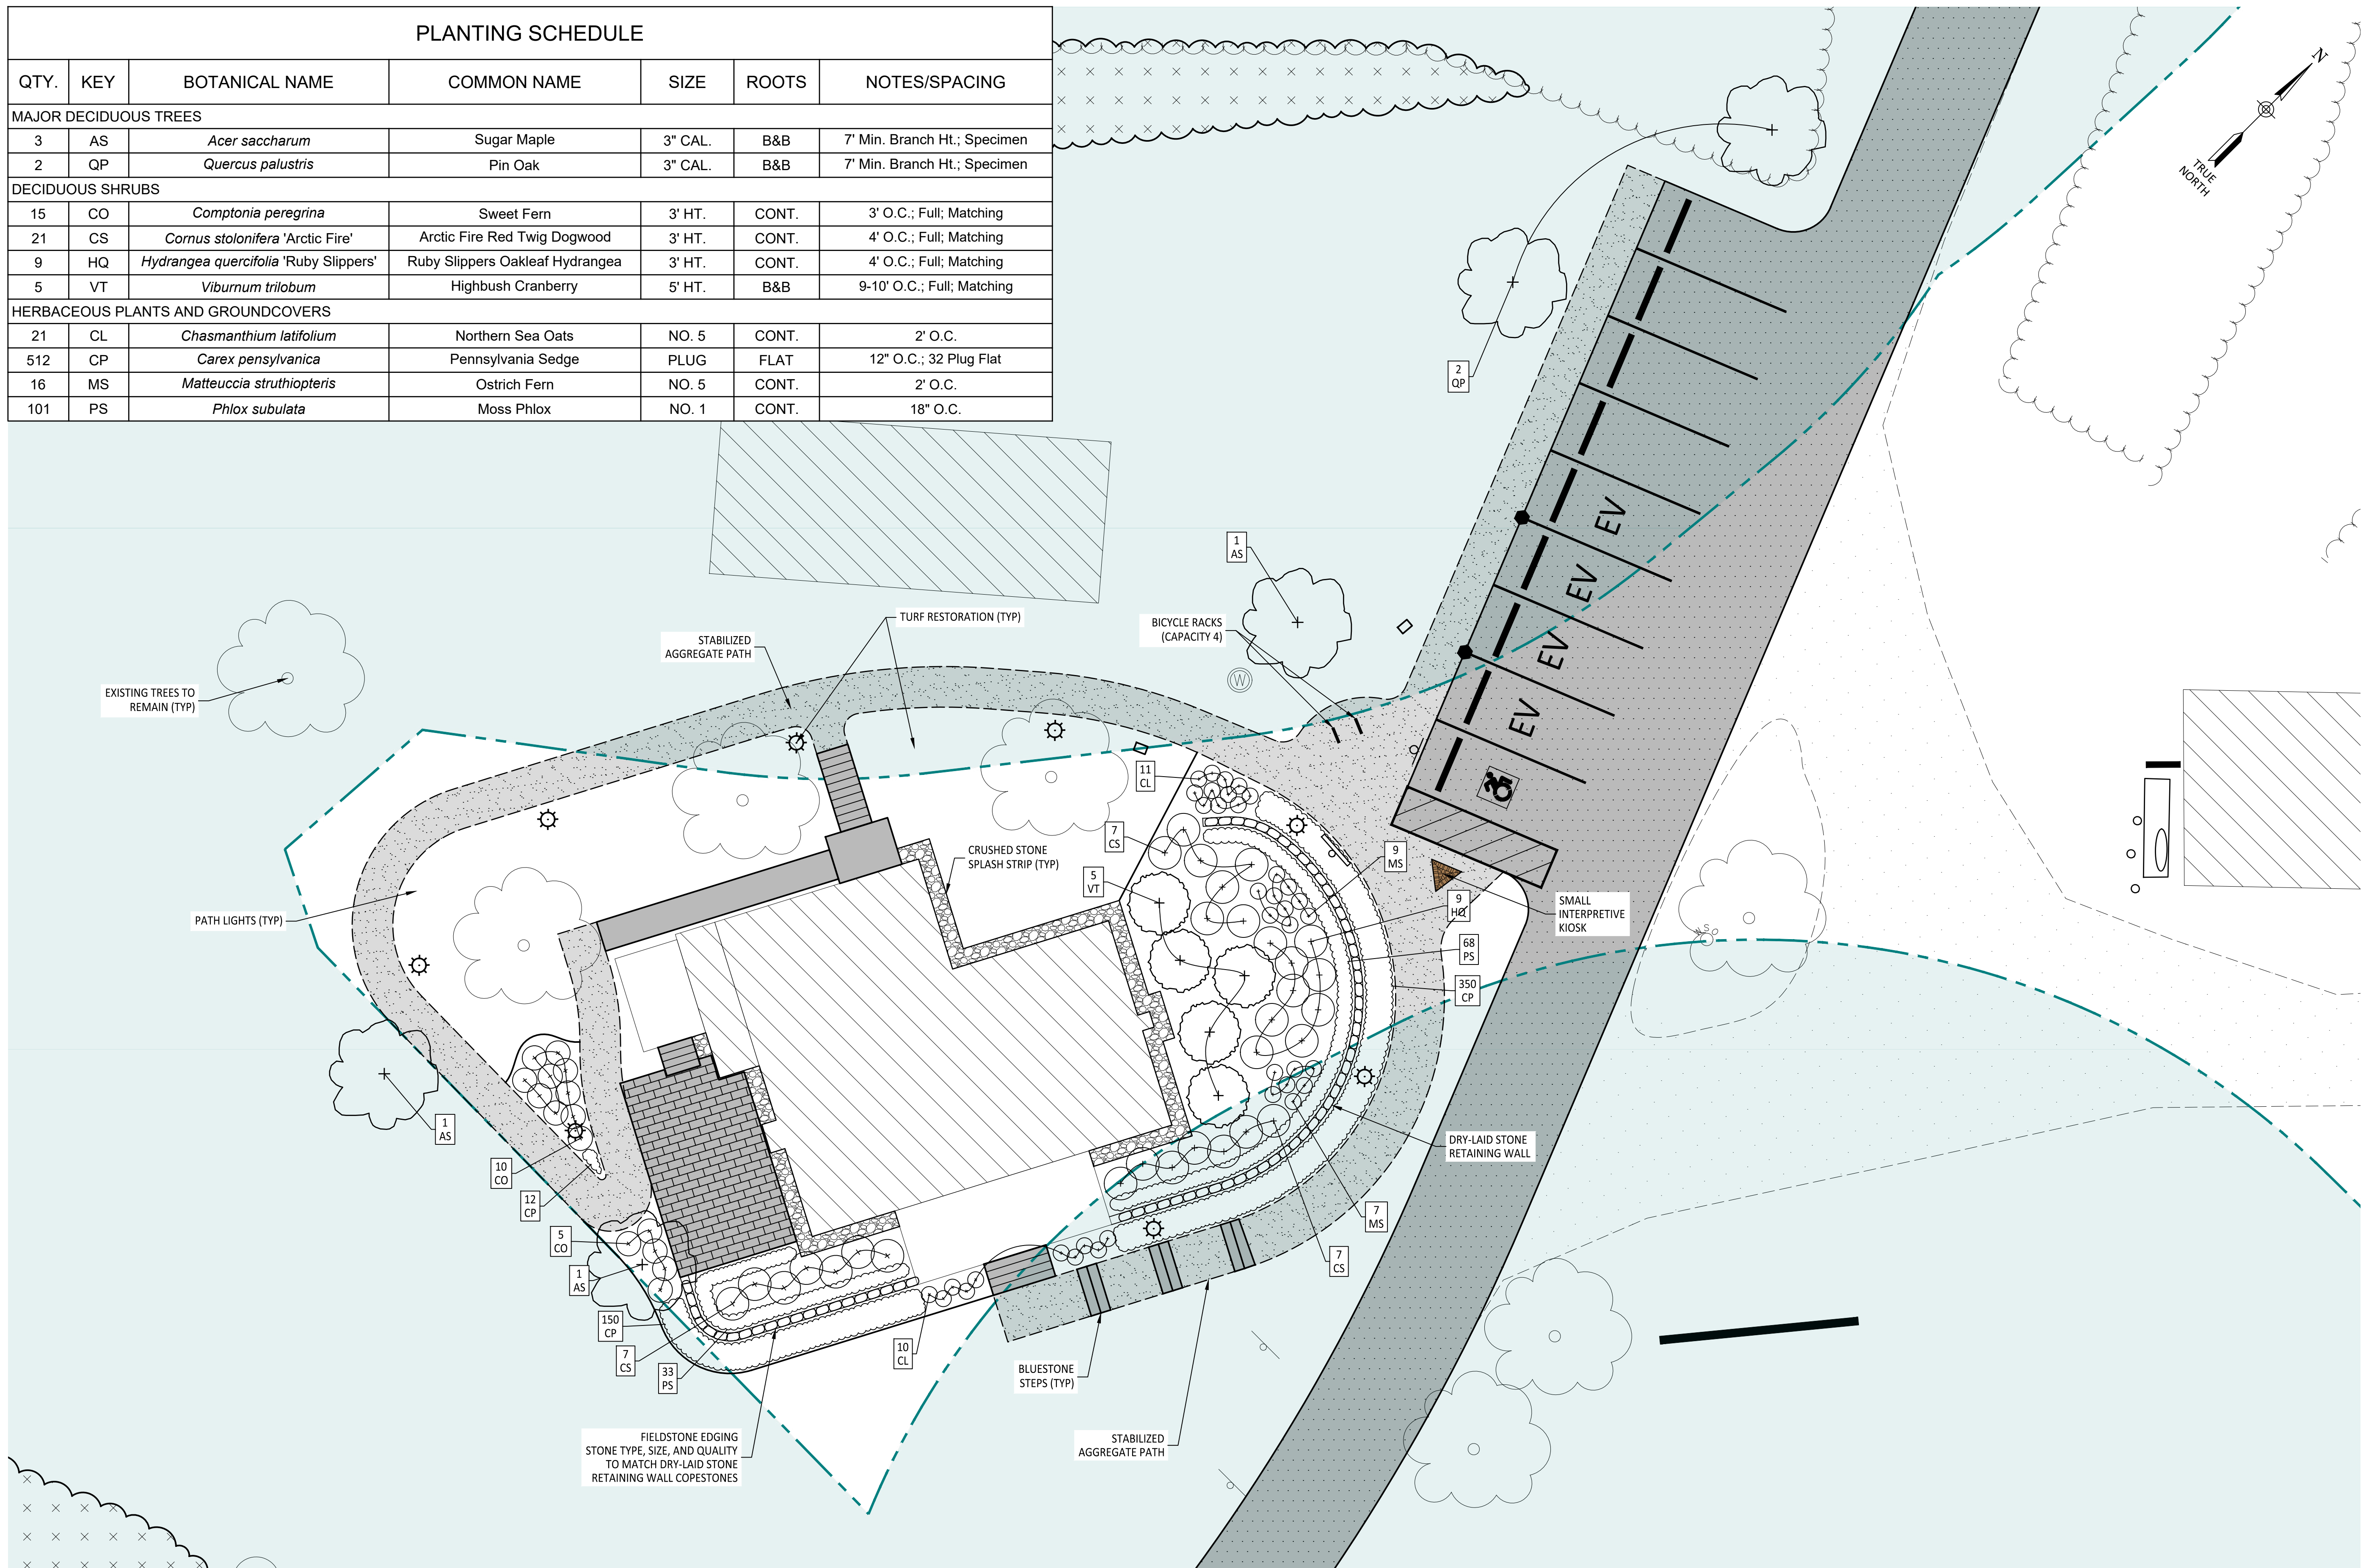 PLANTING SCHEDULE
QTY. KEY BOTANICAL NAME COMMON NAME SIZE ROOTS NOTES/SPACING
MAJOR DECIDUOUS TREES
3 AS Acer saccharum Sugar Maple 3" CAL. B&B 7' Min. Branch Ht.; Specimen
2 QP Quercus palustris Pin Oak 3" CAL. B&B 7' Min. Branch Ht.; Specimen
DECIDUOUS SHRUBS
15 CO Comptonia peregrina Sweet Fern 3' HT. CONT. 3' O.C.; Full; Matching
21 CS Cornus stolonifera 'Arctic Fire' Arctic Fire Red Twig Dogwood 3' HT. CONT. 4' O.C.; Full; Matching
9 HQ Hydrangea quercifolia 'Ruby Slippers' Ruby Slippers Oakleaf Hydrangea 3' HT. CONT. 4' O.C.; Full; Matching
5 VT Viburnum trilobum Highbush Cranberry 5' HT. B&B 9-10' O.C.; Full; Matching
HERBACEOUS PLANTS AND GROUNDCOVERS
21 CL Chasmanthium latifolium Northern Sea Oats NO. 5 CONT. 2' O.C.
512 CP Carex pensylvanica Pennsylvania Sedge PLUG FLAT 12" O.C.; 32 Plug Flat
16 MS Matteuccia struthiopteris Ostrich Fern NO. 5 CONT. 2' O.C.
101 PS Phlox subulata Moss Phlox NO. 1 CONT. 18" O.C.
N
TRUE
NORTH
2
QP
EV
EV
EV
EV
1
AS
TURF RESTORATION (TYP)
BICYCLE RACKS
(CAPACITY 4)
STABILIZED
AGGREGATE PATH
W
EXISTING TREES TO
REMAIN (TYP)
11
CL
7
CS
CRUSHED STONE
SPLASH STRIP (TYP)
9
MS
5
VT
9
HQ
SMALL
INTERPRETIVE
KIOSK
PATH LIGHTS (TYP)
68
PS
350
CP
1
AS
DRY-LAID STONE
RETAINING WALL
10
CO
12
CP
7
MS
5
CO
7
CS
1
AS
150
CP
7
CS
33
PS
10
CL
BLUESTONE
STEPS (TYP)
FIELDSTONE EDGING
STONE TYPE, SIZE, AND QUALITY
TO MATCH DRY-LAID STONE
RETAINING WALL COPESTONES
STABILIZED
AGGREGATE PATH